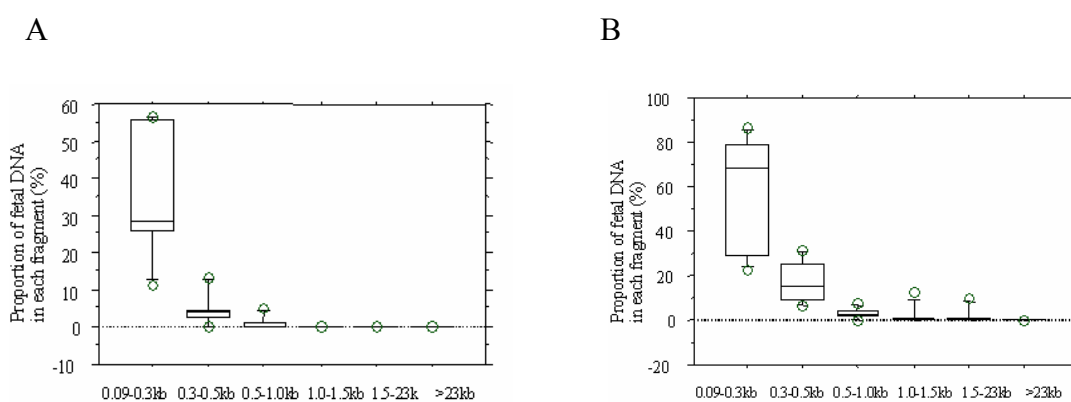 A
B
Proportion of fetal DNA
in each fragment (%)
60
50
40
30
20
10
0
-10
0.09-0.3kb 0.3-0.5kb 0.5-1.0kb 1.0-1.5kb 1.5-23k >23kb
Proportion of fetal DNA
in each fragment (%)
100
80
60
40
20
0
-20
0.09-0.3kb 0.3-0.5kb 0.5-1.0kb 1.0-1.5kb 1.5-23kb >23kb